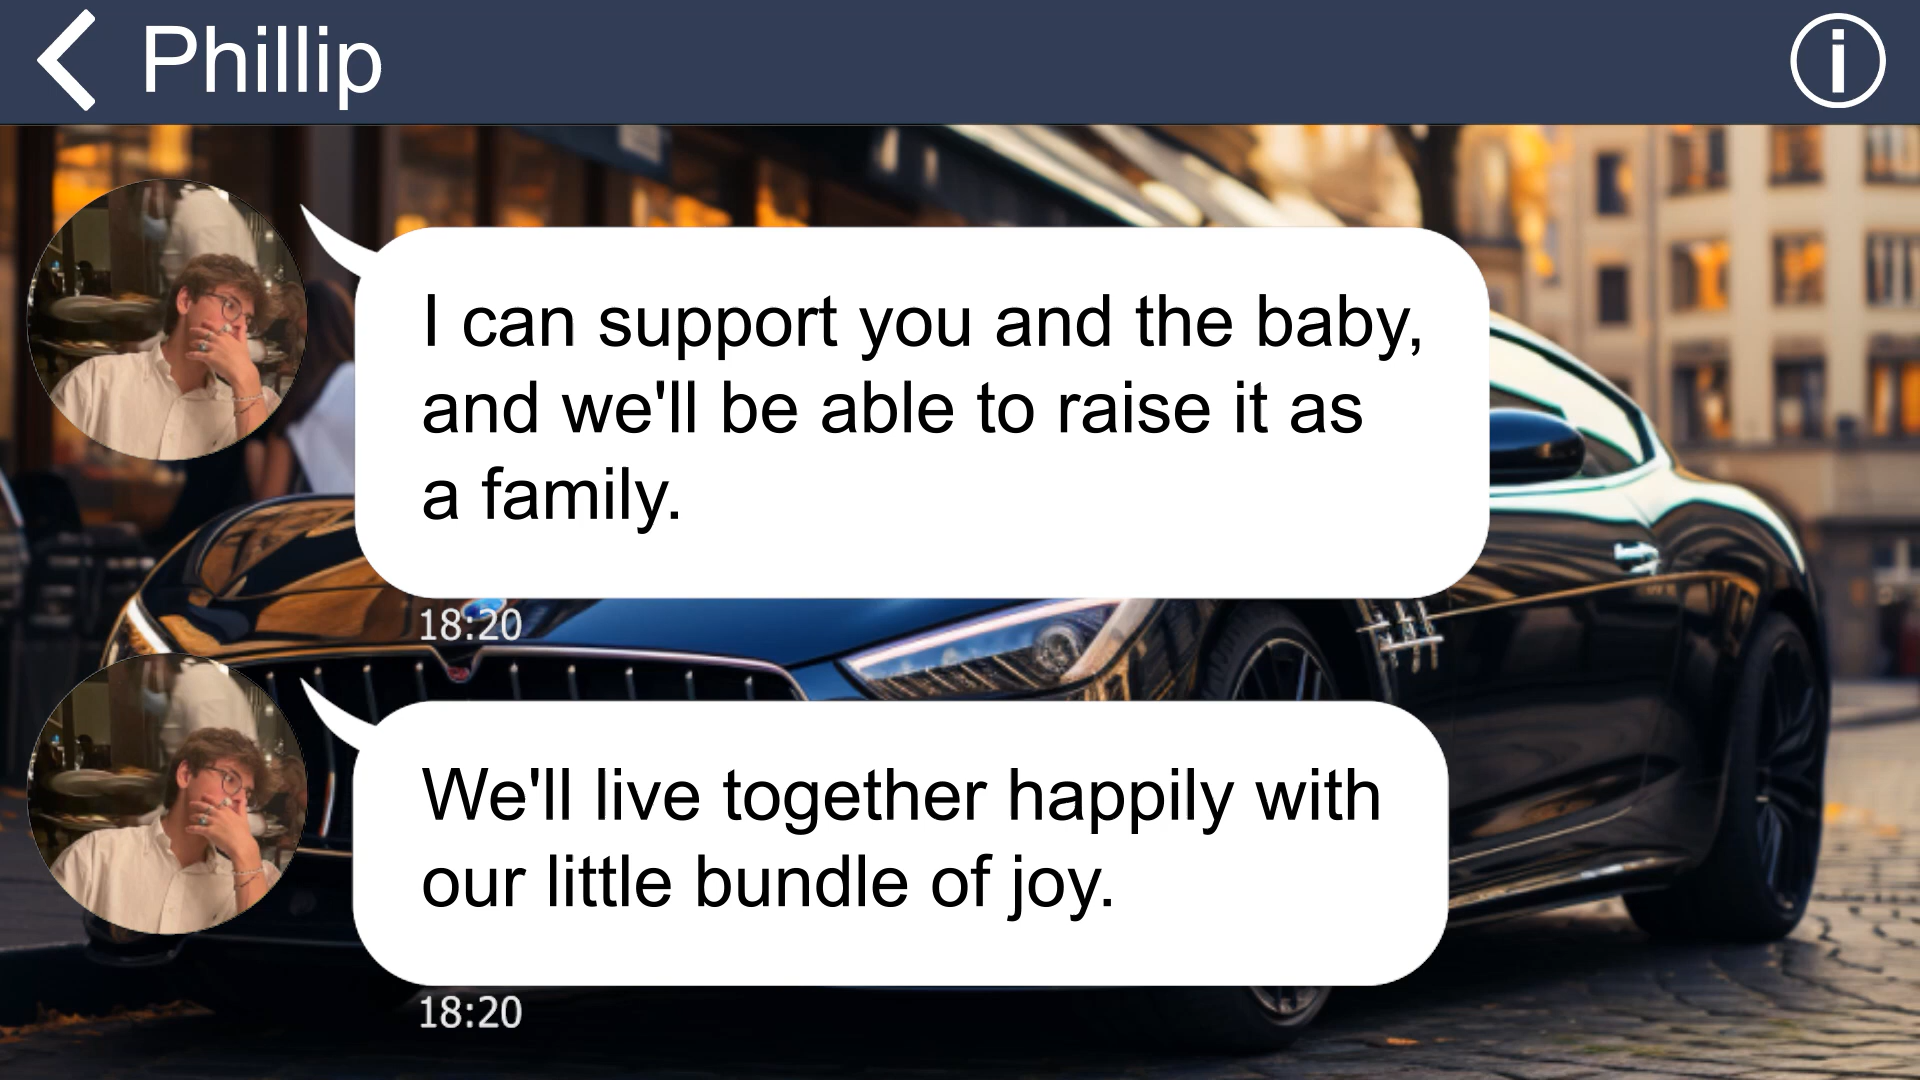 Phillip
I can support you and the baby,
and we'll be able to raise it as
a family.
18:20
We'll live together happily with
our little bundle of joy.
18:20